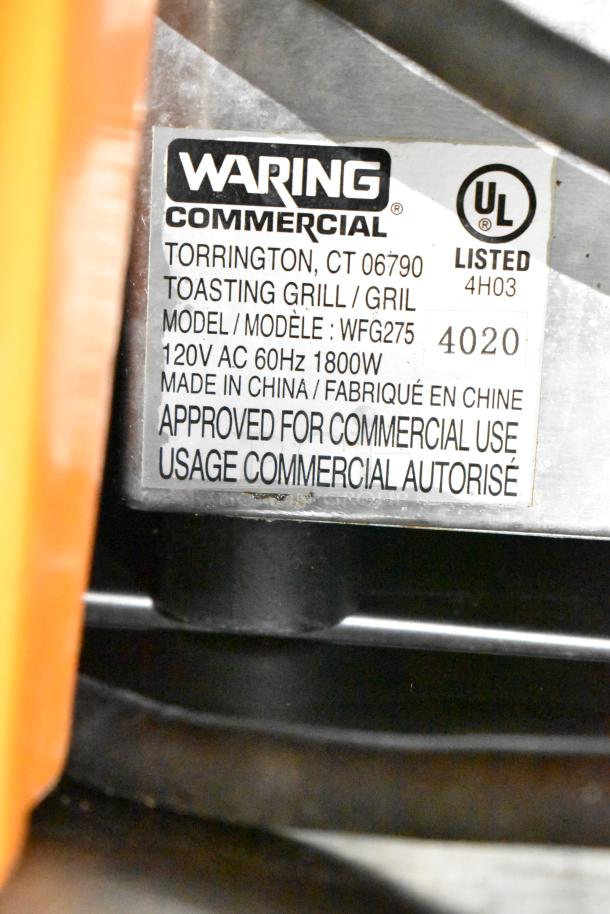 WARING ®
COMMERCIAL
TORRINGTON, CT 06790
TOASTING GRILL / GRIL
MODEL / MODÈLE : WFG275
120V AC 60Hz 1800W
MADE IN CHINA / FABRIQUÉ EN CHINE
APPROVED FOR COMMERCIAL USE
USAGE COMMERCIAL AUTORISÉ
UL ®
LISTED
4H03
4020